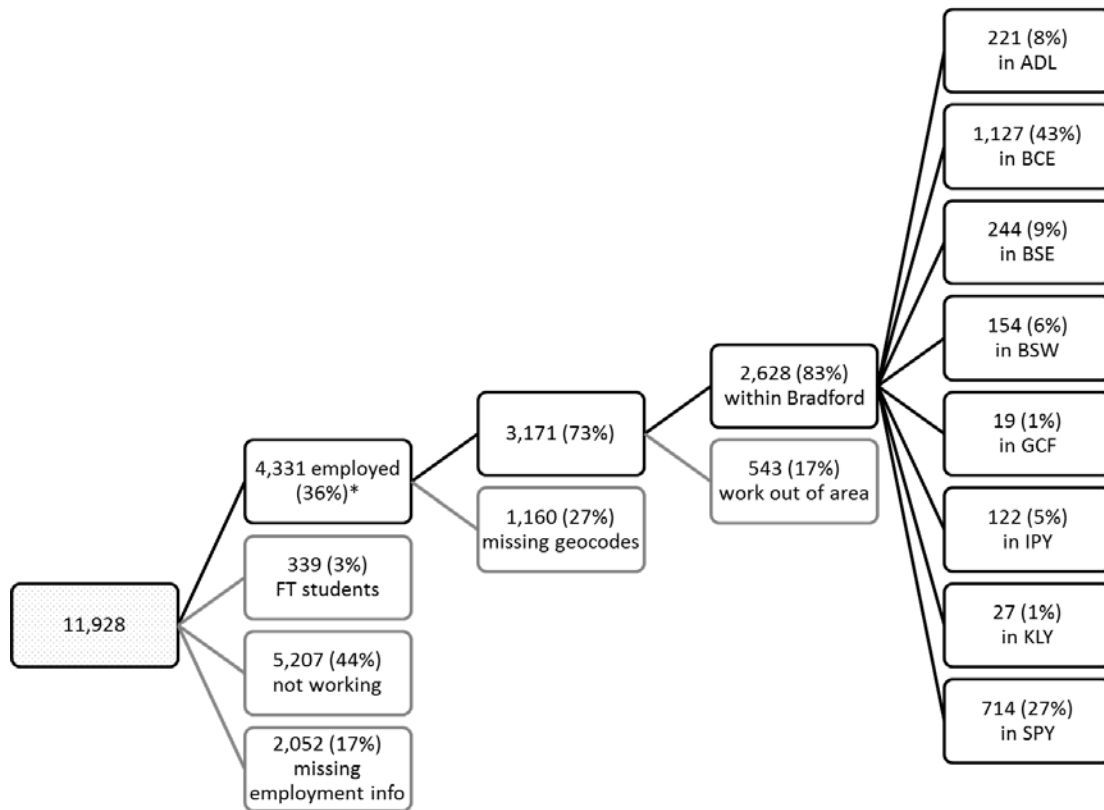 11,928
4,331 employed
(36%)*
339 (3%)
FT students
5,207 (44%)
not working
2,052 (17%)
missing
employment info
3,171 (73%)
1,160 (27%)
missing geocodes
2,628 (83%)
within Bradford
543 (17%)
work out of area
221 (8%)
in ADL
1,127 (43%)
in BCE
244 (9%)
in BSE
154 (6%)
in BSW
19 (1%)
in GCF
122 (5%)
in IPY
27 (1%)
in KLY
714 (27%)
in SPY